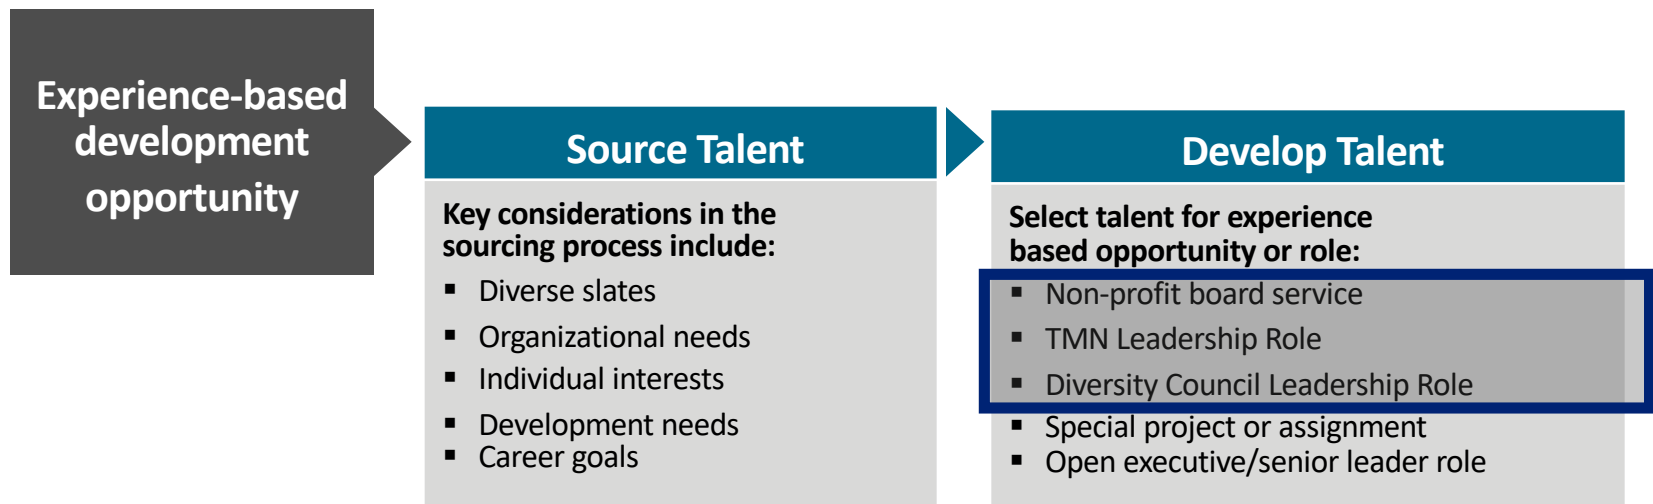 Experience-based
development
opportunity
Source Talent
Key considerations in the
sourcing process include:
▪ Diverse slates
▪ Organizational needs
▪ Individual interests
▪ Development needs
▪ Career goals
Develop Talent
Select talent for experience
based opportunity or role:
▪ Non-profit board service
▪ TMN Leadership Role
▪ Diversity Council Leadership Role
▪ Special project or assignment
▪ Open executive/senior leader role